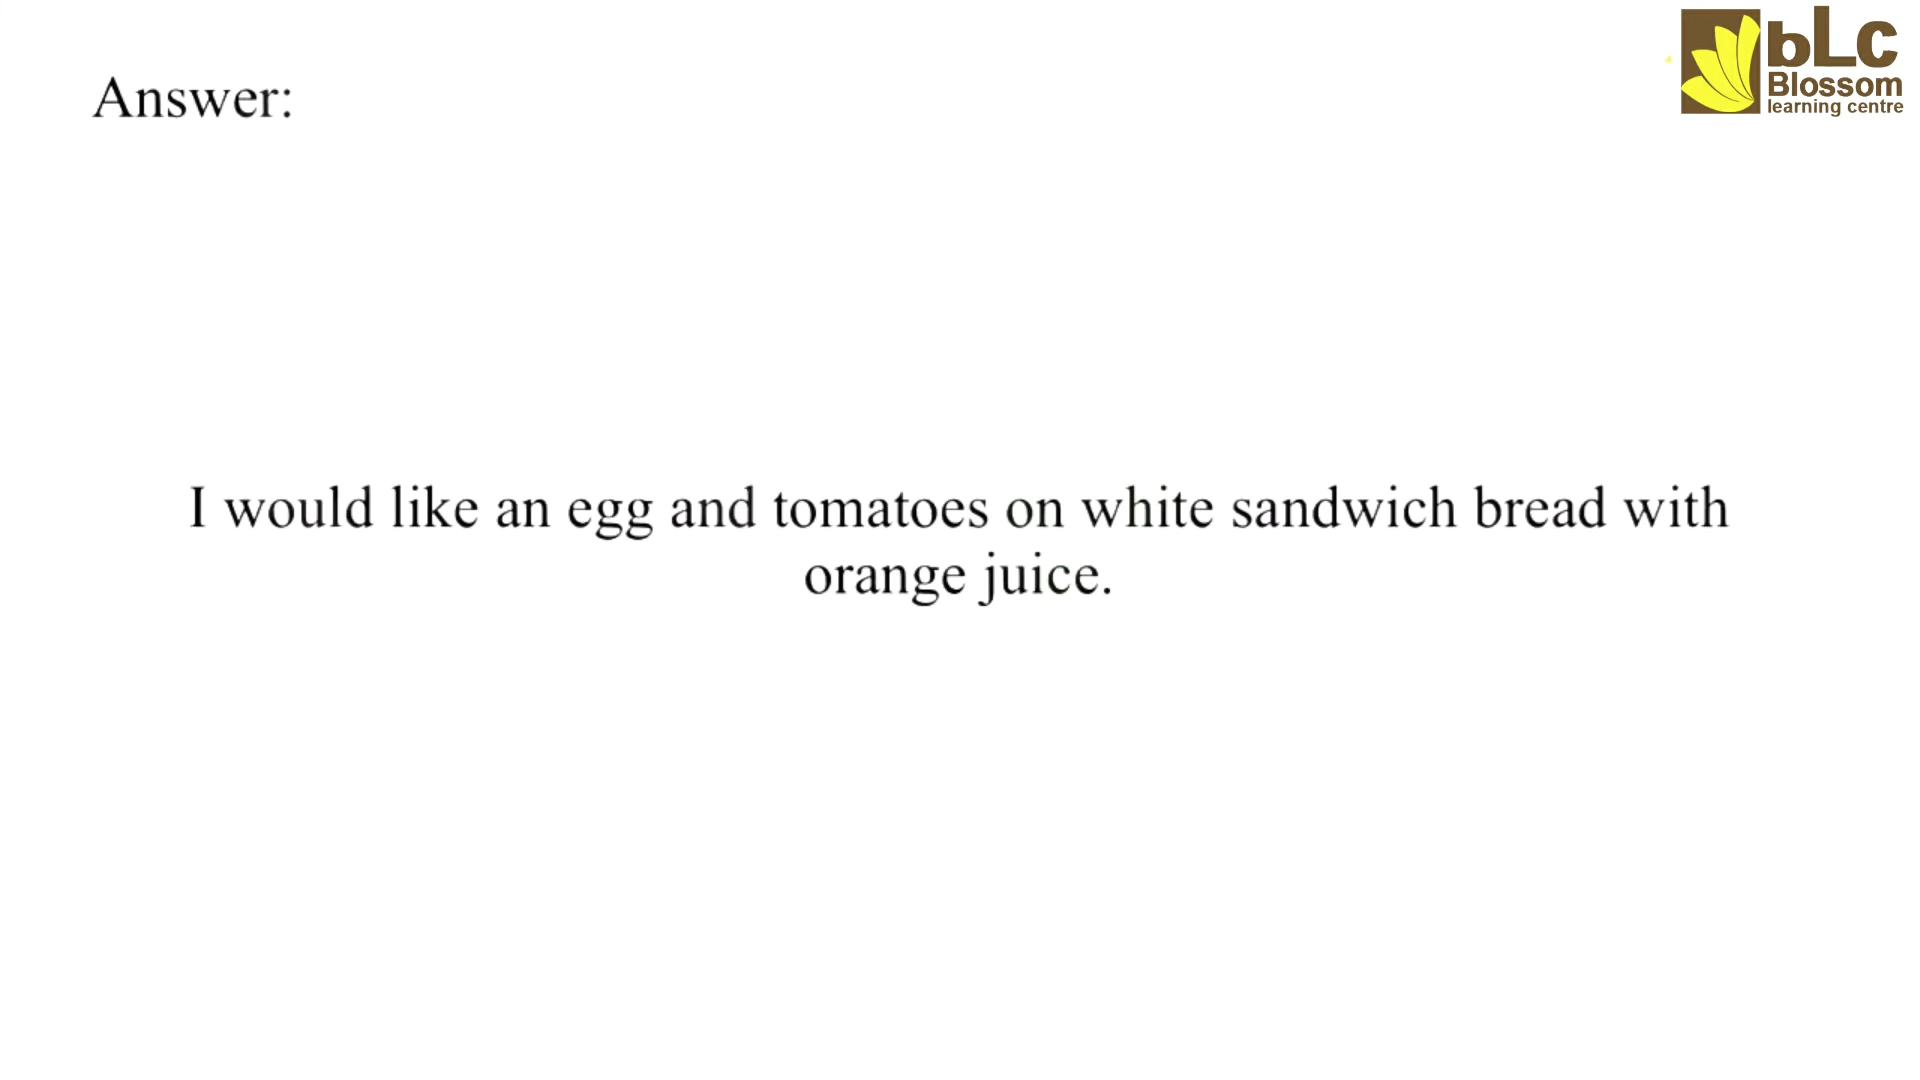 bLc
Blossom
learning centre
Answer:
I would like an egg and tomatoes on white sandwich bread with
orange juice.